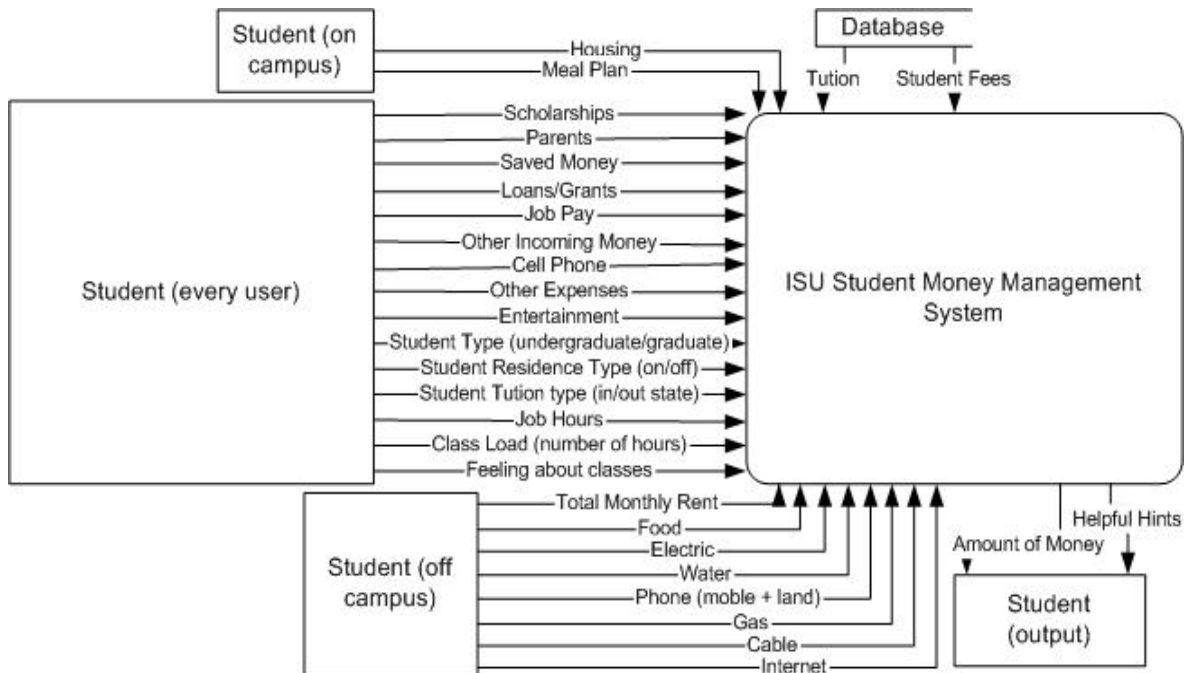 Student (on
campus)
Housing
Meal Plan
Database
Tution
Student Fees
Student (every user)
Scholarships
Parents
Saved Money
Loans/Grants
Job Pay
Other Incoming Money
Cell Phone
Other Expenses
Entertainment
Student Type (undergraduate/graduate)
Student Residence Type (on/off)
Student Tution type (in/out state)
Job Hours
Class Load (number of hours)
Feeling about classes
ISU Student Money Management
System
Student (off
campus)
Total Monthly Rent
Food
Electric
Water
Phone (moble + land)
Gas
Cable
Internet
Helpful Hints
Amount of Money
Student
(output)